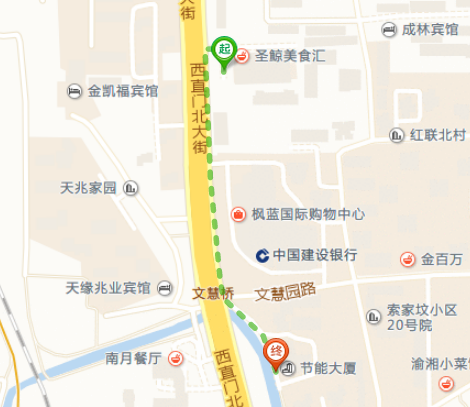 大街
成林宾馆
起
圣鲸美食汇
西直门北大街
金凯福宾馆
红联北村
天兆家园
枫蓝国际购物中心
中国建设银行
金百万
天缘兆业宾馆
文慧桥
文慧园路
索家坟小区
20号院
南月餐厅
终
节能大厦
渝湘小菜馆
西直门北